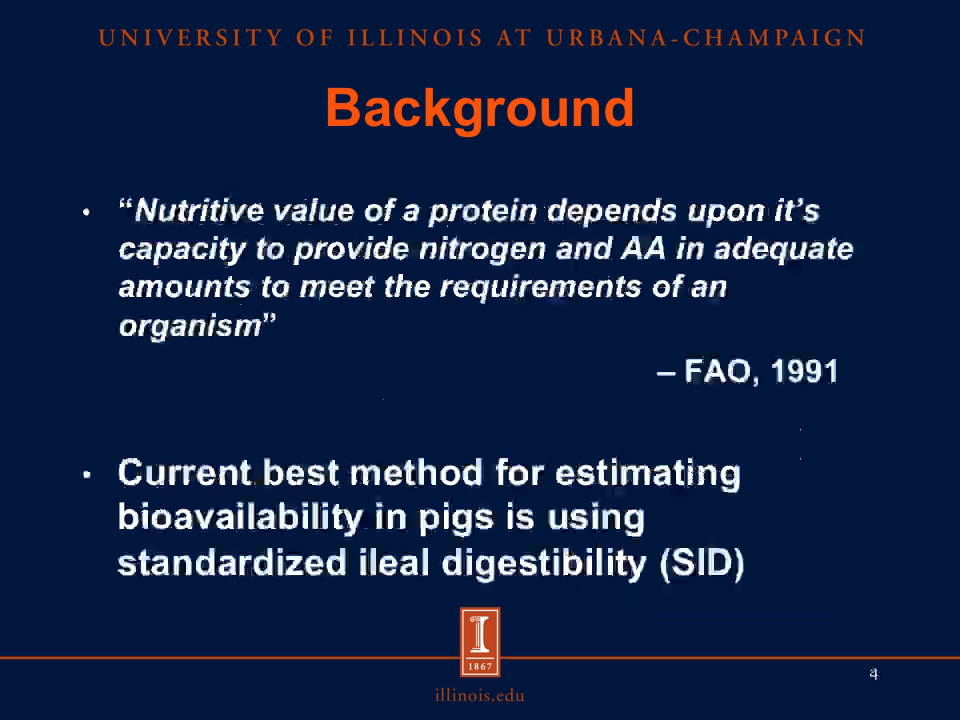 UNIVERSITY OF ILLINOIS AT URBANA-CHAMPAIGN
Background
• “Nutritive value of a protein depends upon it’s
capacity to provide nitrogen and AA in adequate
amounts to meet the requirements of an
organism”
– FAO, 1991
• Current best method for estimating
bioavailability in pigs is using
standardized ileal digestibility (SID)
I
1867
illinois.edu